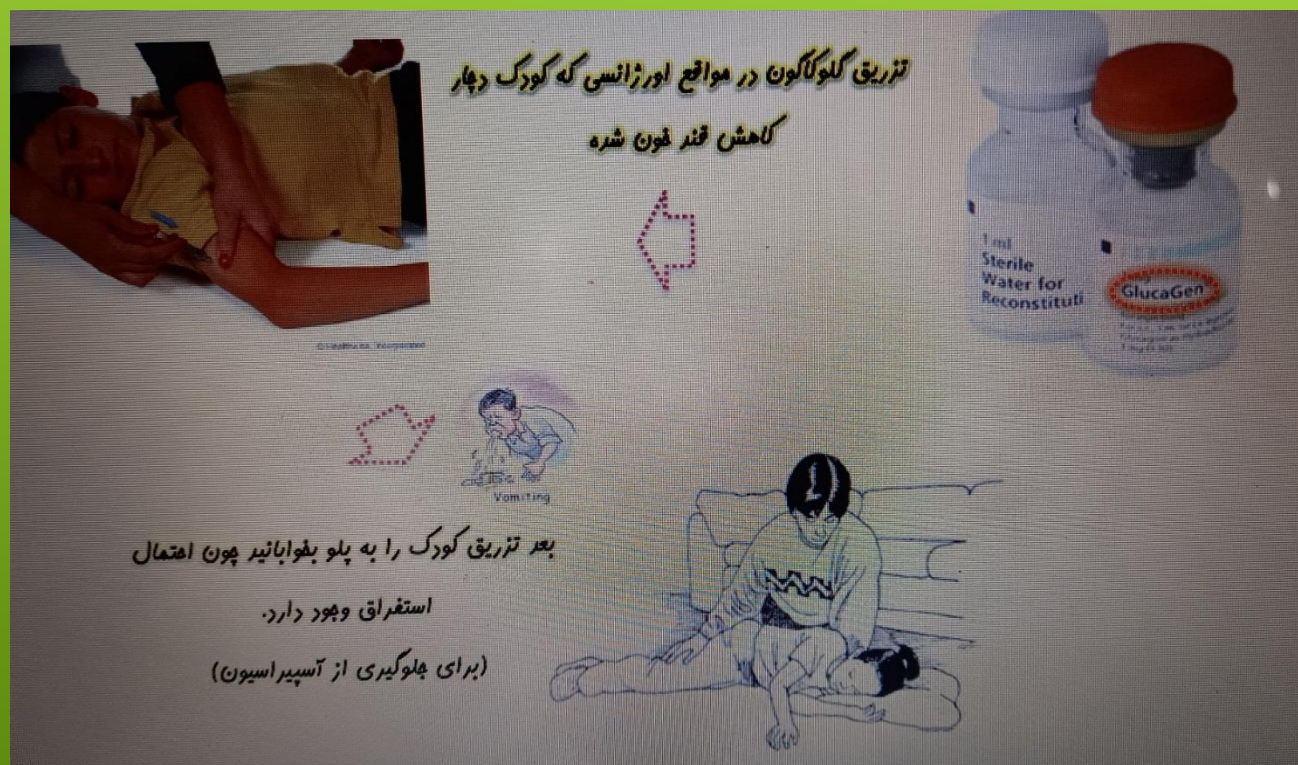 تزریق گلوکاگون در مواقع اورژانسی که کودک دچار
کاهش قند خون شده
1 ml
Sterile
Water for
Reconstituti
GlucaGen
Vomiting
بعد تزریق کودک را به پلو بخوابانید چون احتمال
استفراق وجود دارد.
(برای جلوگیری از آسپیراسیون)